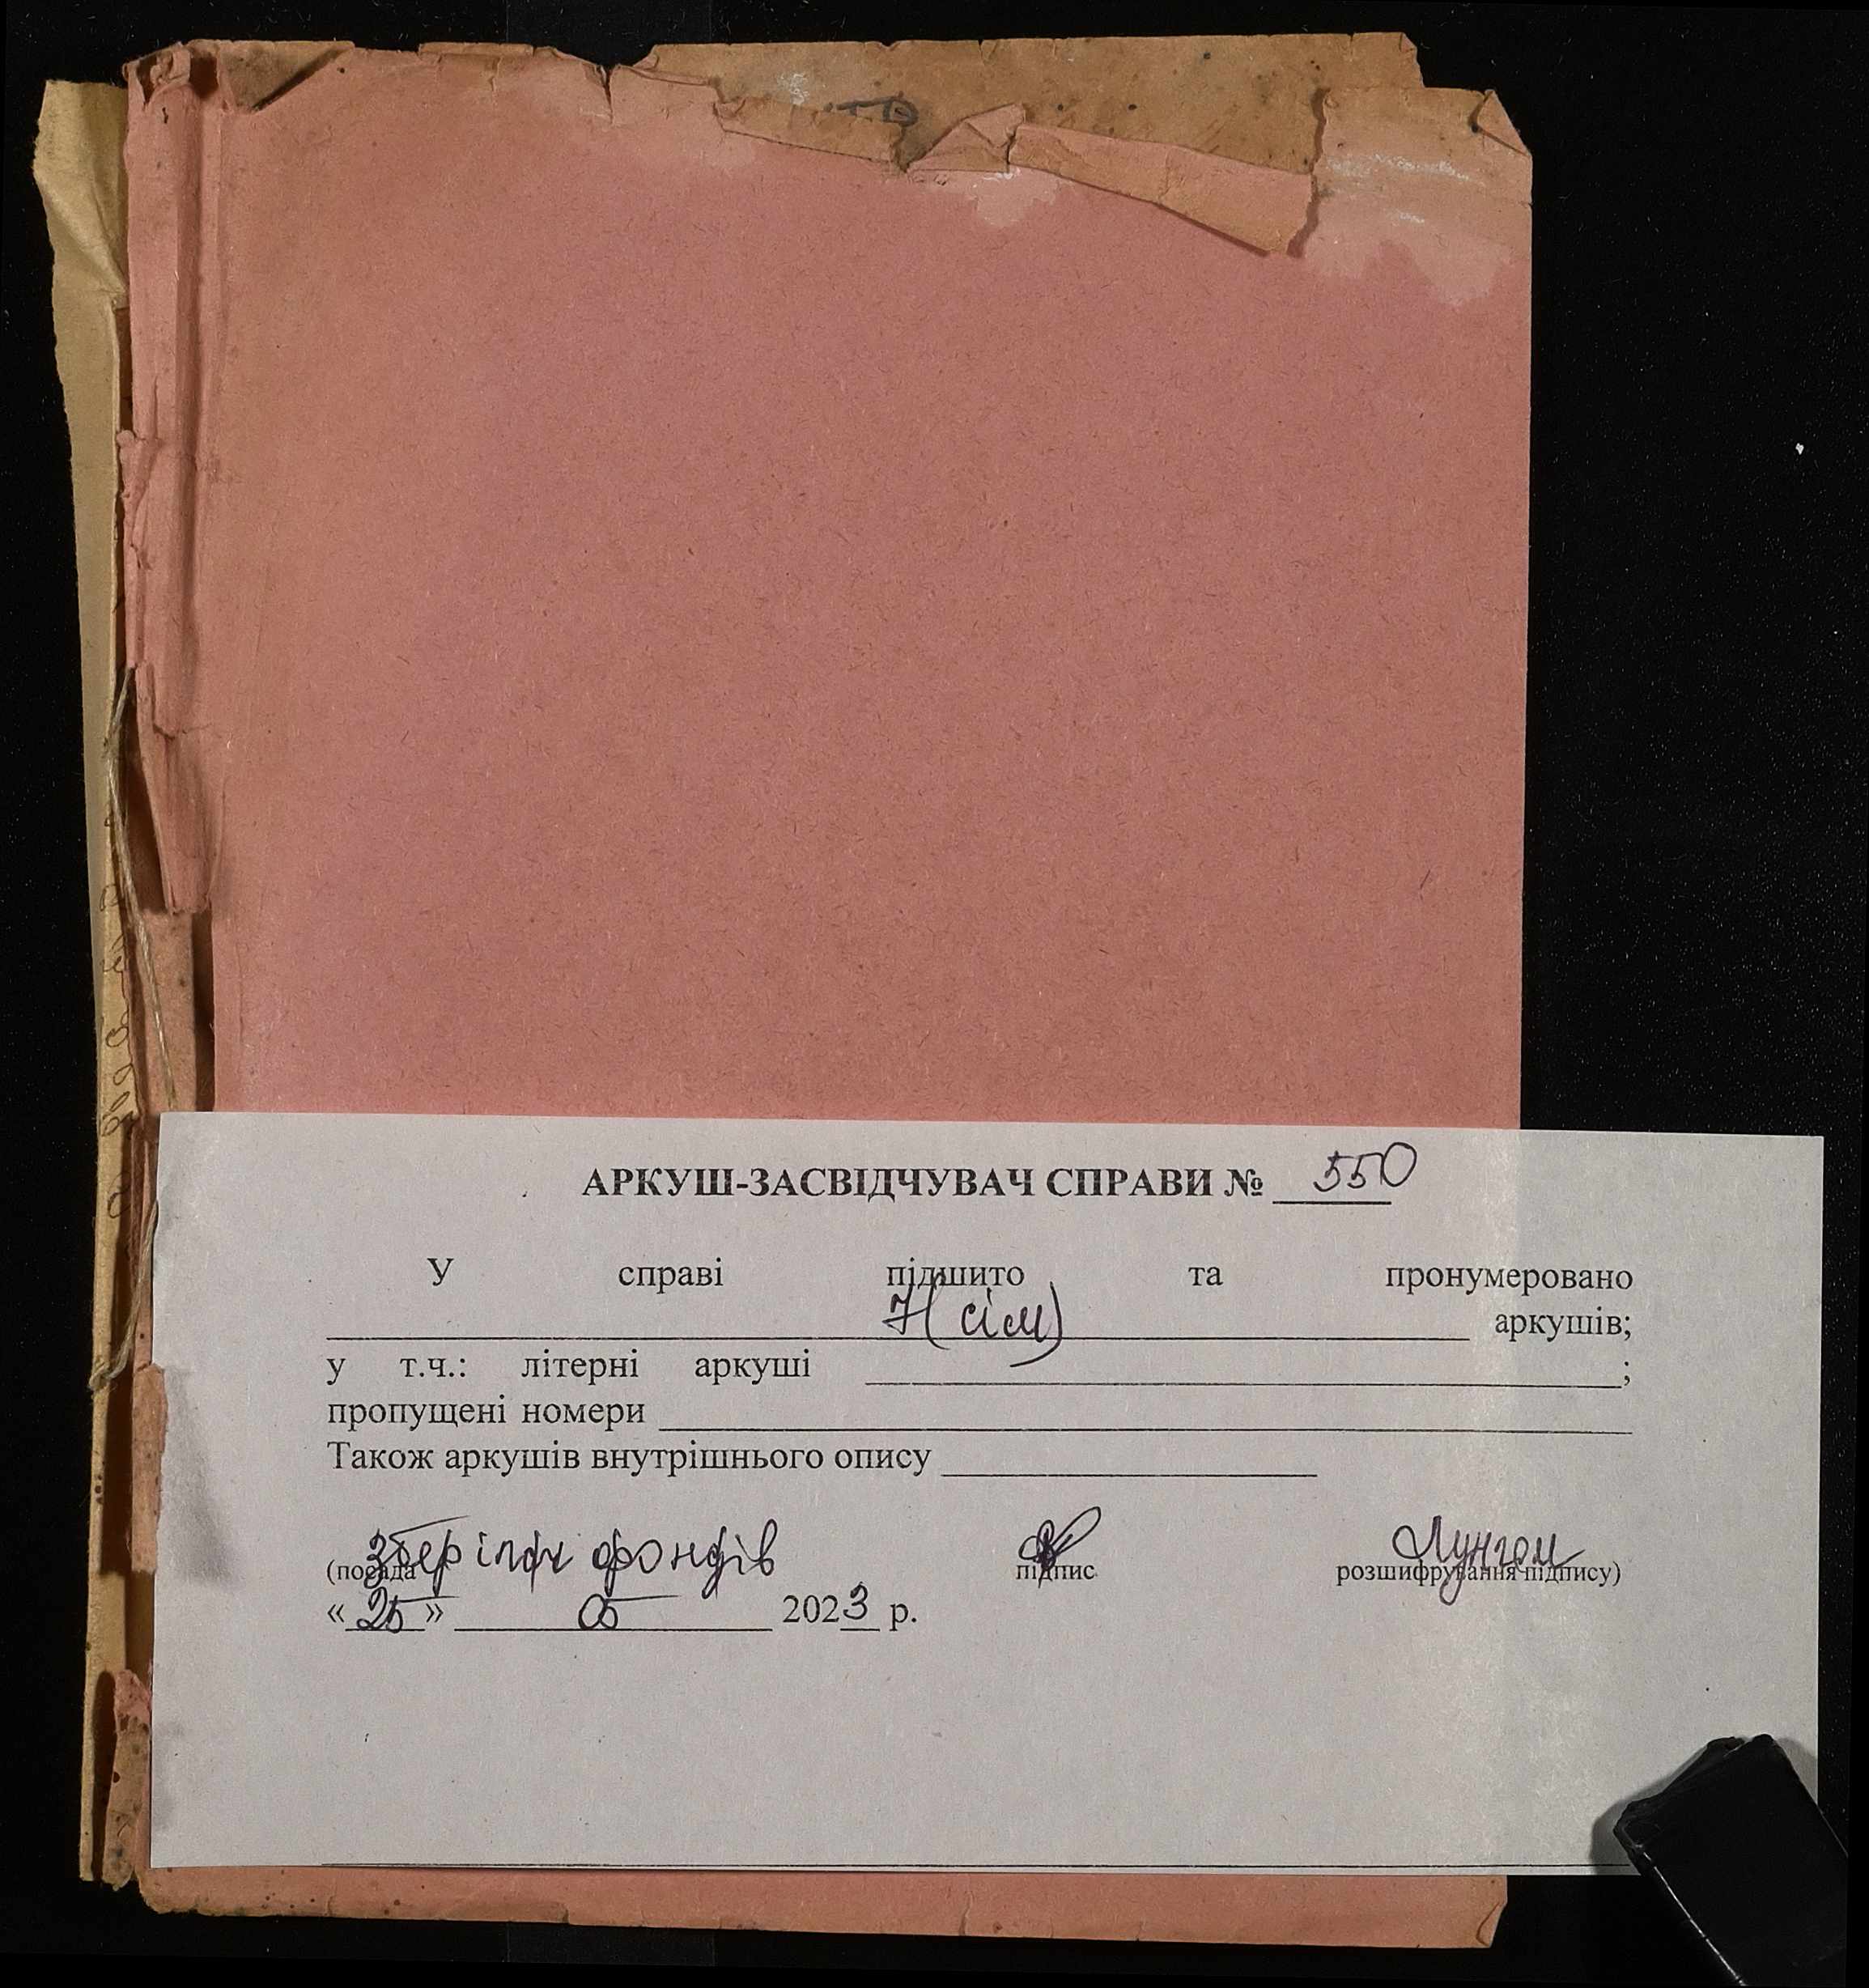 АРКУШ-ЗАСВІДЧУВАЧ СПРАВИ № 550
У справі підшито та пронумеровано
7 (сім) аркушів;
у т.ч.: літерні аркуші ;
пропущені номери
Також аркушів внутрішнього опису
зберігач фондів
(посада підпис розшифрування підпису)
«25» 05 2023 р.